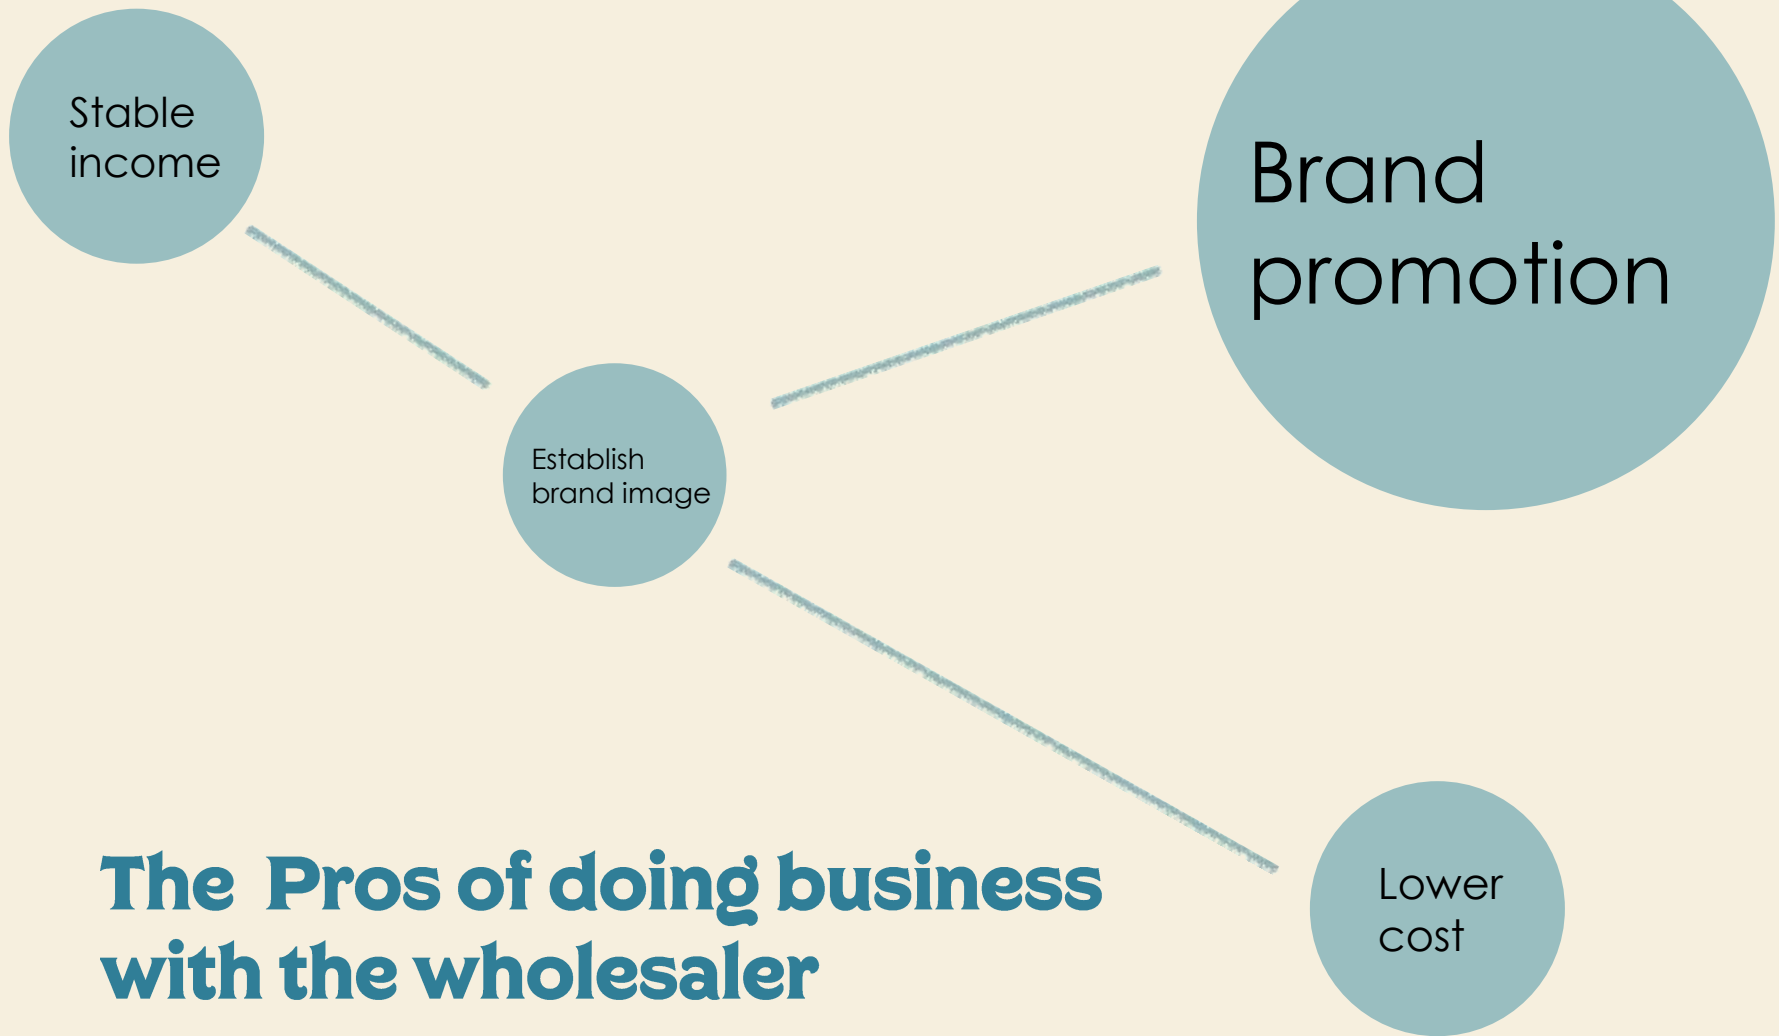 Stable
income
Brand
promotion
Establish
brand image
Lower
cost
The  Pros of doing business
with the wholesaler